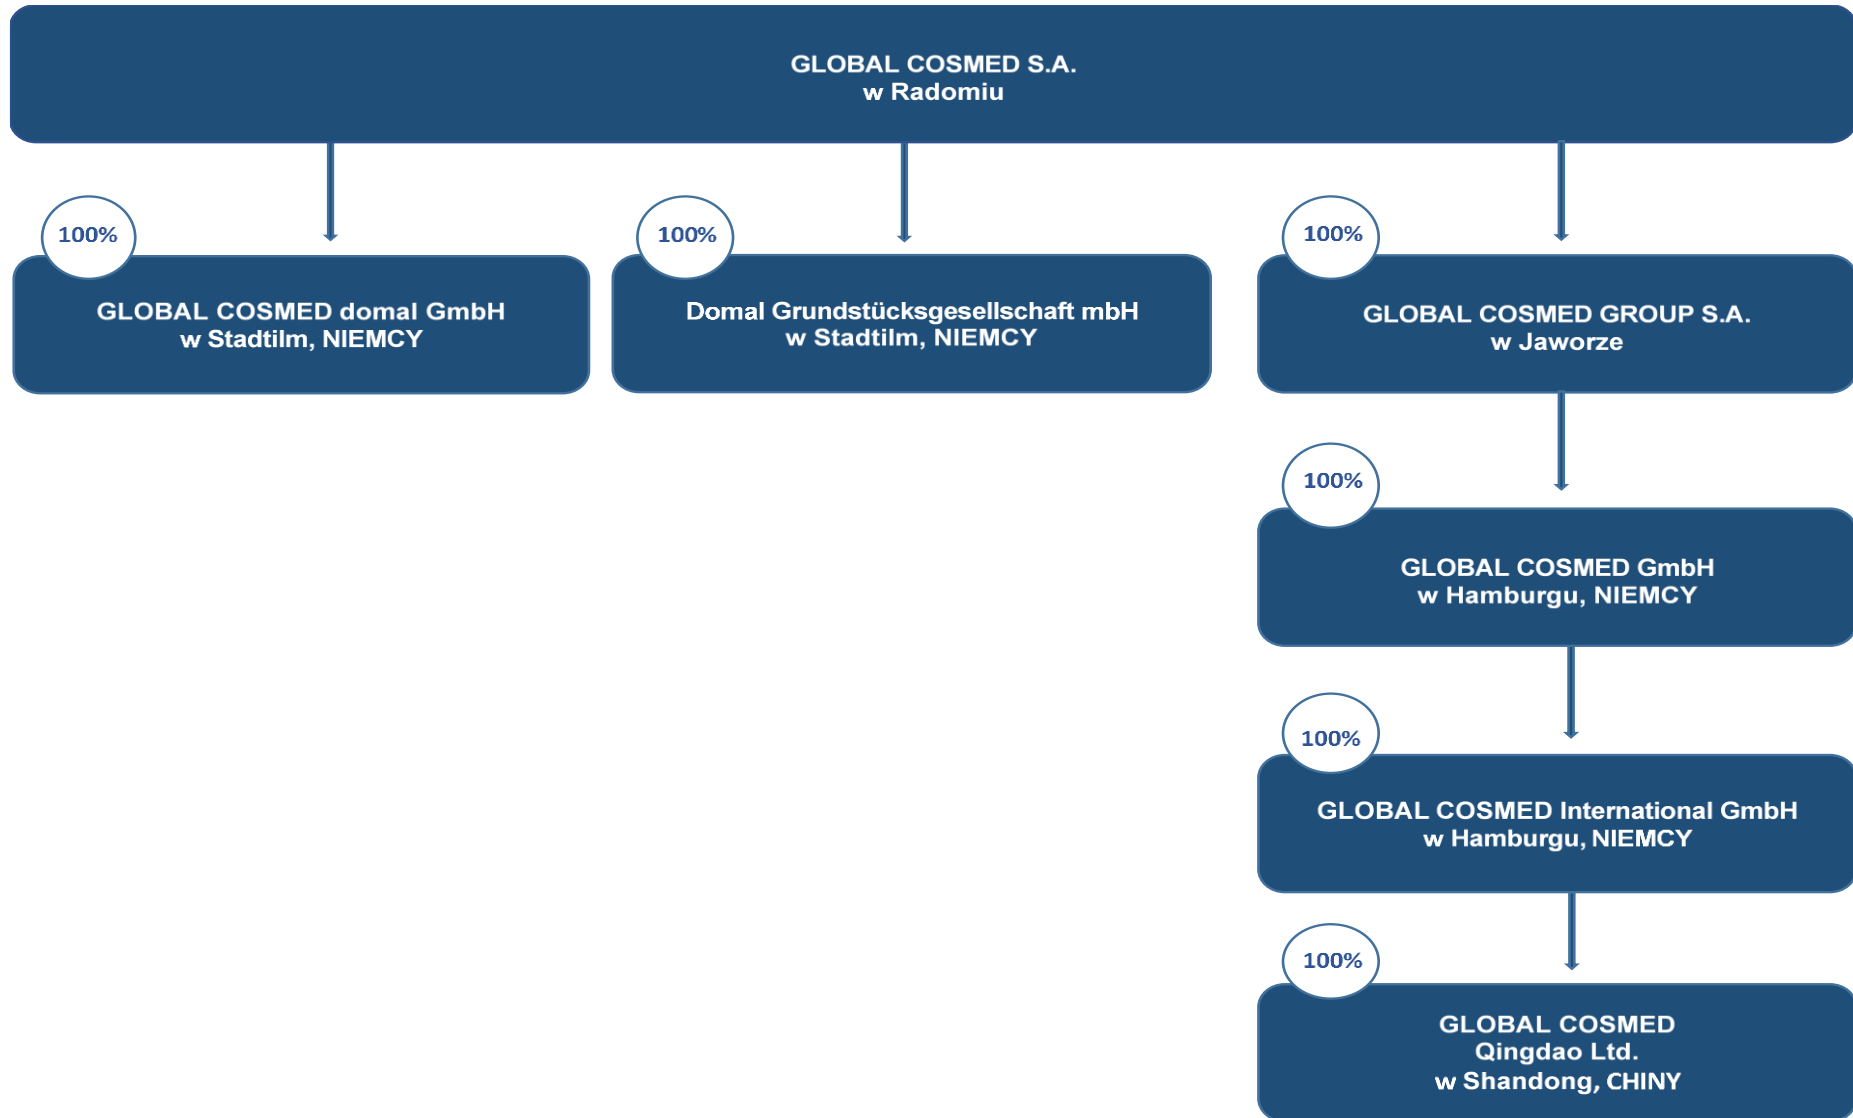 GLOBAL COSMED S.A.
w Radomiu
100%
GLOBAL COSMED domal GmbH
w Stadtilm, NIEMCY
100%
Domal Grundstücksgesellschaft mbH
w Stadtilm, NIEMCY
100%
GLOBAL COSMED GROUP S.A.
w Jaworze
100%
GLOBAL COSMED GmbH
w Hamburgu, NIEMCY
100%
GLOBAL COSMED International GmbH
w Hamburgu, NIEMCY
100%
GLOBAL COSMED
Qingdao Ltd.
w Shandong, CHINY